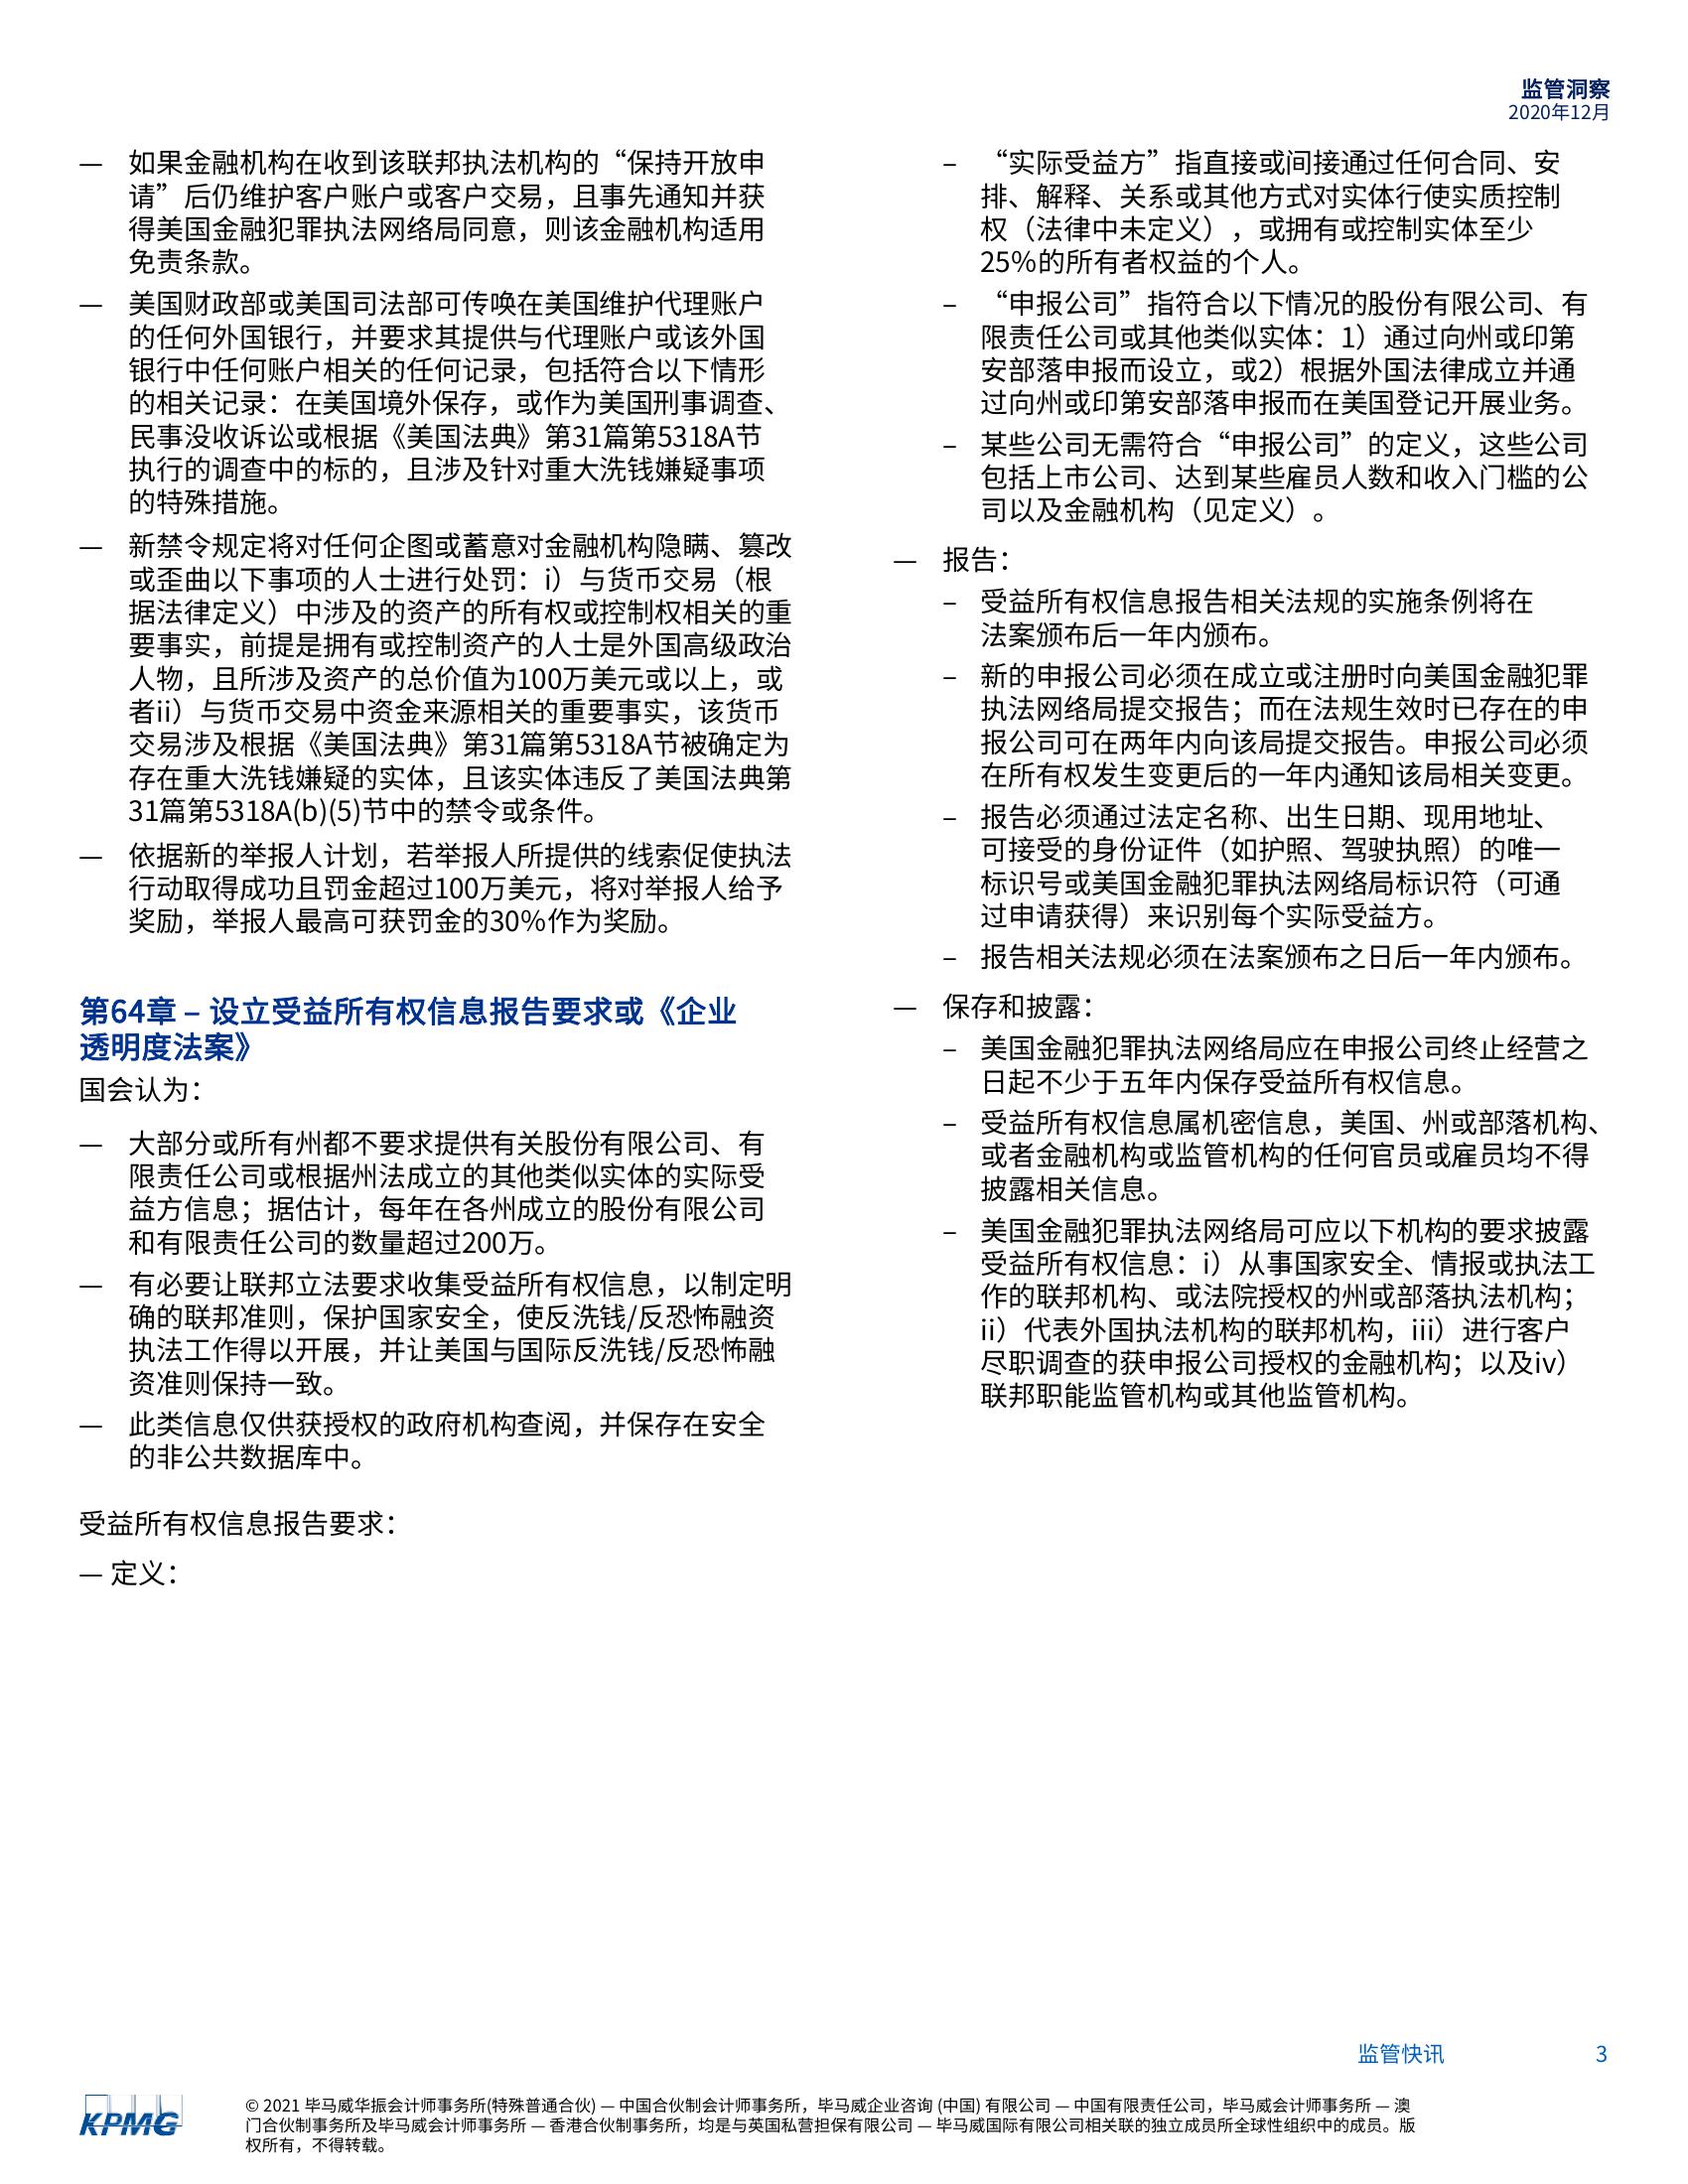 监管洞察
2020年12月
— 如果金融机构在收到该联邦执法机构的“保持开放申
请”后仍维护客户账户或客户交易，且事先通知并获
得美国金融犯罪执法网络局同意，则该金融机构适用
免责条款。
— 美国财政部或美国司法部可传唤在美国维护代理账户
的任何外国银行，并要求其提供与代理账户或该外国
银行中任何账户相关的任何记录，包括符合以下情形
的相关记录：在美国境外保存，或作为美国刑事调查、
民事没收诉讼或根据《美国法典》第31篇第5318A节
执行的调查中的标的，且涉及针对重大洗钱嫌疑事项
的特殊措施。
— 新禁令规定将对任何企图或蓄意对金融机构隐瞒、篡改
或歪曲以下事项的人士进行处罚：i）与货币交易（根
据法律定义）中涉及的资产的所有权或控制权相关的重
要事实，前提是拥有或控制资产的人士是外国高级政治
人物，且所涉及资产的总价值为100万美元或以上，或
者ii）与货币交易中资金来源相关的重要事实，该货币
交易涉及根据《美国法典》第31篇第5318A节被确定为
存在重大洗钱嫌疑的实体，且该实体违反了美国法典第
31篇第5318A(b)(5)节中的禁令或条件。
— 依据新的举报人计划，若举报人所提供的线索促使执法
行动取得成功且罚金超过100万美元，将对举报人给予
奖励，举报人最高可获罚金的30%作为奖励。
第64章 – 设立受益所有权信息报告要求或《企业
透明度法案》
国会认为：
— 大部分或所有州都不要求提供有关股份有限公司、有
限责任公司或根据州法成立的其他类似实体的实际受
益方信息；据估计，每年在各州成立的股份有限公司
和有限责任公司的数量超过200万。
— 有必要让联邦立法要求收集受益所有权信息，以制定明
确的联邦准则，保护国家安全，使反洗钱/反恐怖融资
执法工作得以开展，并让美国与国际反洗钱/反恐怖融
资准则保持一致。
— 此类信息仅供获授权的政府机构查阅，并保存在安全
的非公共数据库中。
受益所有权信息报告要求：
— 定义：
– “实际受益方”指直接或间接通过任何合同、安
排、解释、关系或其他方式对实体行使实质控制
权（法律中未定义），或拥有或控制实体至少
25%的所有者权益的个人。
– “申报公司”指符合以下情况的股份有限公司、有
限责任公司或其他类似实体：1）通过向州或印第
安部落申报而设立，或2）根据外国法律成立并通
过向州或印第安部落申报而在美国登记开展业务。
– 某些公司无需符合“申报公司”的定义，这些公司
包括上市公司、达到某些雇员人数和收入门槛的公
司以及金融机构（见定义）。
— 报告：
– 受益所有权信息报告相关法规的实施条例将在
法案颁布后一年内颁布。
– 新的申报公司必须在成立或注册时向美国金融犯罪
执法网络局提交报告；而在法规生效时已存在的申
报公司可在两年内向该局提交报告。申报公司必须
在所有权发生变更后的一年内通知该局相关变更。
– 报告必须通过法定名称、出生日期、现用地址、
可接受的身份证件（如护照、驾驶执照）的唯一
标识号或美国金融犯罪执法网络局标识符（可通
过申请获得）来识别每个实际受益方。
– 报告相关法规必须在法案颁布之日后一年内颁布。
— 保存和披露：
– 美国金融犯罪执法网络局应在申报公司终止经营之
日起不少于五年内保存受益所有权信息。
– 受益所有权信息属机密信息，美国、州或部落机构、
或者金融机构或监管机构的任何官员或雇员均不得
披露相关信息。
– 美国金融犯罪执法网络局可应以下机构的要求披露
受益所有权信息：i）从事国家安全、情报或执法工
作的联邦机构、或法院授权的州或部落执法机构；
ii）代表外国执法机构的联邦机构，iii）进行客户
尽职调查的获申报公司授权的金融机构；以及iv）
联邦职能监管机构或其他监管机构。
监管快讯 3
KPMG
© 2021 毕马威华振会计师事务所(特殊普通合伙) — 中国合伙制会计师事务所，毕马威企业咨询 (中国) 有限公司 — 中国有限责任公司，毕马威会计师事务所 — 澳
门合伙制事务所及毕马威会计师事务所 — 香港合伙制事务所，均是与英国私营担保有限公司 — 毕马威国际有限公司相关联的独立成员所全球性组织中的成员。版
权所有，不得转载。